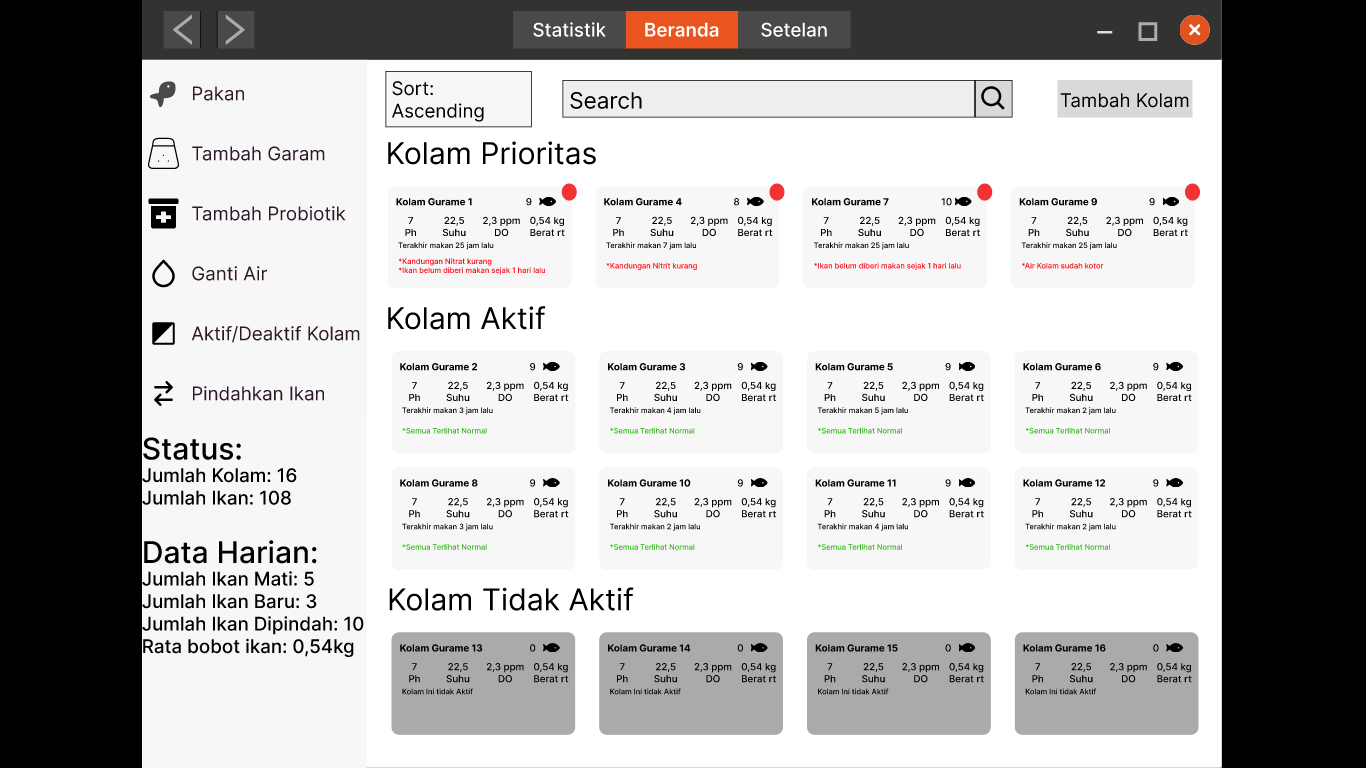 Statistik
Beranda
Setelan
Pakan
Tambah Garam
Tambah Probiotik
Ganti Air
Aktif/Deaktif Kolam
Pindahkan Ikan
Status:
Jumlah Kolam: 16
Jumlah Ikan: 108
Data Harian:
Jumlah Ikan Mati: 5
Jumlah Ikan Baru: 3
Jumlah Ikan Dipindah: 10
Rata bobot ikan: 0,54kg
Sort:
Ascending
Search
Tambah Kolam
Kolam Prioritas
Kolam Gurame 1 9
7 22,5 2,3 ppm 0,54 kg
Ph Suhu DO Berat rt
Terakhir makan 25 jam lalu
*Kandungan Nitrat kurang
*Ikan belum diberi makan sejak 1 hari lalu
Kolam Gurame 4 8
7 22,5 2,3 ppm 0,54 kg
Ph Suhu DO Berat rt
Terakhir makan 7 jam lalu
*Kandungan Nitrit kurang
Kolam Gurame 7 10
7 22,5 2,3 ppm 0,54 kg
Ph Suhu DO Berat rt
Terakhir makan 25 jam lalu
*Ikan belum diberi makan sejak 1 hari lalu
Kolam Gurame 9 9
7 22,5 2,3 ppm 0,54 kg
Ph Suhu DO Berat rt
Terakhir makan 25 jam lalu
*Air Kolam sudah kotor
Kolam Aktif
Kolam Gurame 2 9
7 22,5 2,3 ppm 0,54 kg
Ph Suhu DO Berat rt
Terakhir makan 3 jam lalu
*Semua Terlihat Normal
Kolam Gurame 3 9
7 22,5 2,3 ppm 0,54 kg
Ph Suhu DO Berat rt
Terakhir makan 4 jam lalu
*Semua Terlihat Normal
Kolam Gurame 5 9
7 22,5 2,3 ppm 0,54 kg
Ph Suhu DO Berat rt
Terakhir makan 5 jam lalu
*Semua Terlihat Normal
Kolam Gurame 6 9
7 22,5 2,3 ppm 0,54 kg
Ph Suhu DO Berat rt
Terakhir makan 2 jam lalu
*Semua Terlihat Normal
Kolam Gurame 8 9
7 22,5 2,3 ppm 0,54 kg
Ph Suhu DO Berat rt
Terakhir makan 3 jam lalu
*Semua Terlihat Normal
Kolam Gurame 10 9
7 22,5 2,3 ppm 0,54 kg
Ph Suhu DO Berat rt
Terakhir makan 2 jam lalu
*Semua Terlihat Normal
Kolam Gurame 11 9
7 22,5 2,3 ppm 0,54 kg
Ph Suhu DO Berat rt
Terakhir makan 4 jam lalu
*Semua Terlihat Normal
Kolam Gurame 12 9
7 22,5 2,3 ppm 0,54 kg
Ph Suhu DO Berat rt
Terakhir makan 2 jam lalu
*Semua Terlihat Normal
Kolam Tidak Aktif
Kolam Gurame 13 0
7 22,5 2,3 ppm 0,54 kg
Ph Suhu DO Berat rt
Kolam Ini tidak Aktif
Kolam Gurame 14 0
7 22,5 2,3 ppm 0,54 kg
Ph Suhu DO Berat rt
Kolam Ini tidak Aktif
Kolam Gurame 15 0
7 22,5 2,3 ppm 0,54 kg
Ph Suhu DO Berat rt
Kolam Ini tidak Aktif
Kolam Gurame 16 0
7 22,5 2,3 ppm 0,54 kg
Ph Suhu DO Berat rt
Kolam Ini tidak Aktif